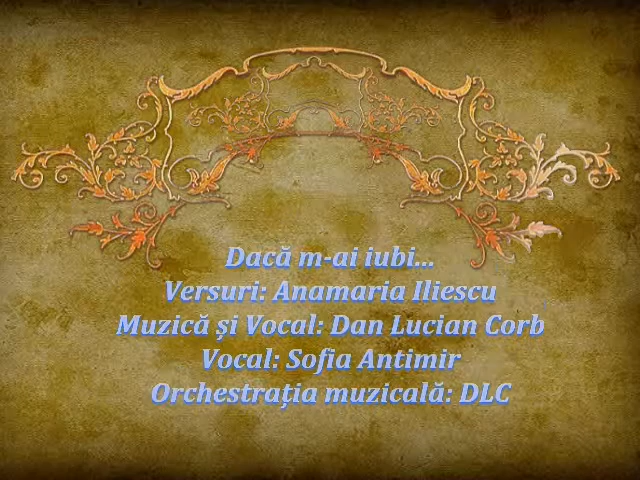 Dacă m-ai iubi...
Versuri: Anamaria Iliescu
Muzică și Vocal: Dan Lucian Corb
Vocal: Sofia Antimir
Orchestrația muzicală: DLC